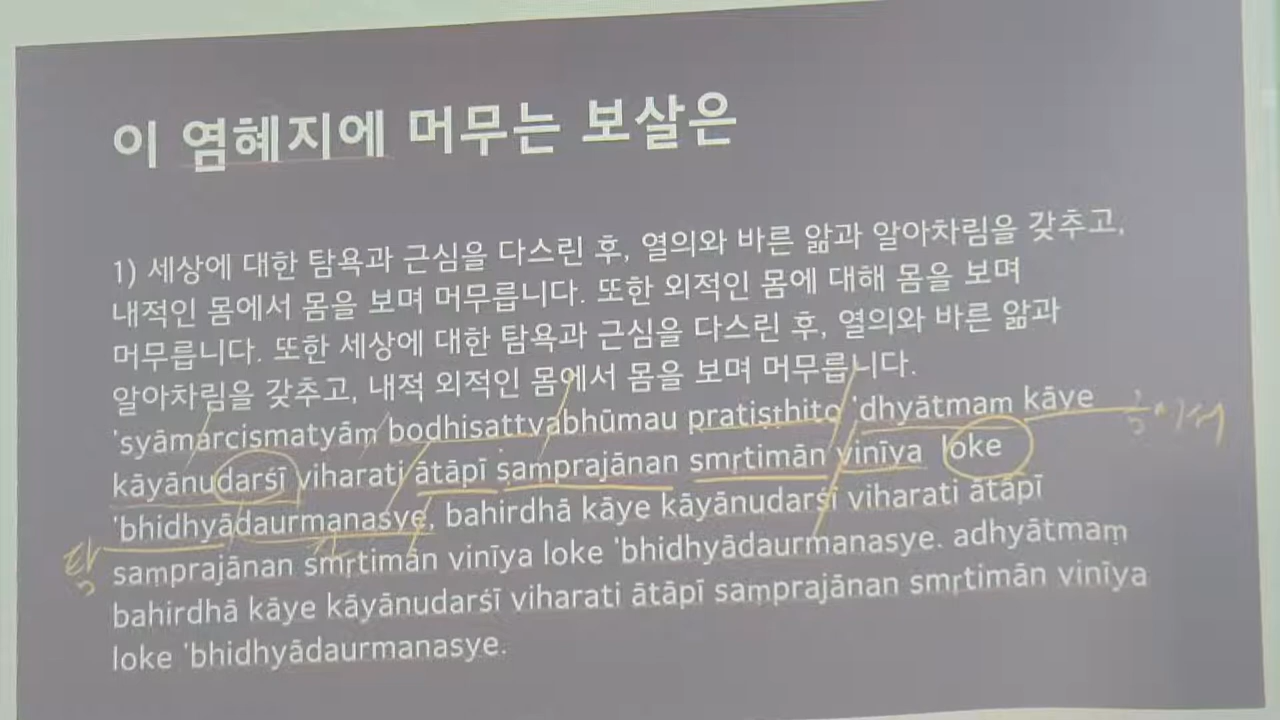 이 염혜지에 머무는 보살은
1) 세상에 대한 탐욕과 근심을 다스린 후, 열의와 바른 앎과 알아차림을 갖추고,
내적인 몸에서 몸을 보며 머무릅니다. 또한 외적인 몸에 대해 몸을 보며
머무릅니다. 또한 세상에 대한 탐욕과 근심을 다스린 후, 열의와 바른 앎과
알아차림을 갖추고, 내적 외적인 몸에서 몸을 보며 머무릅니다.
'syāmarciṣmatyāṃ bodhisattvabhūmau pratiṣṭhito 'dhyātmaṃ kāye
kāyānudarśī viharati ātāpī saṃprajānan smṛtimān vinīya loke
'bhidhyādaurmanasye, bahirdhā kāye kāyānudarśī viharati ātāpī
saṃprajānan smṛtimān vinīya loke 'bhidhyādaurmanasye. adhyātmaṃ
bahirdhā kāye kāyānudarśī viharati ātāpī saṃprajānan smṛtimān vinīya
loke 'bhidhyādaurmanasye.